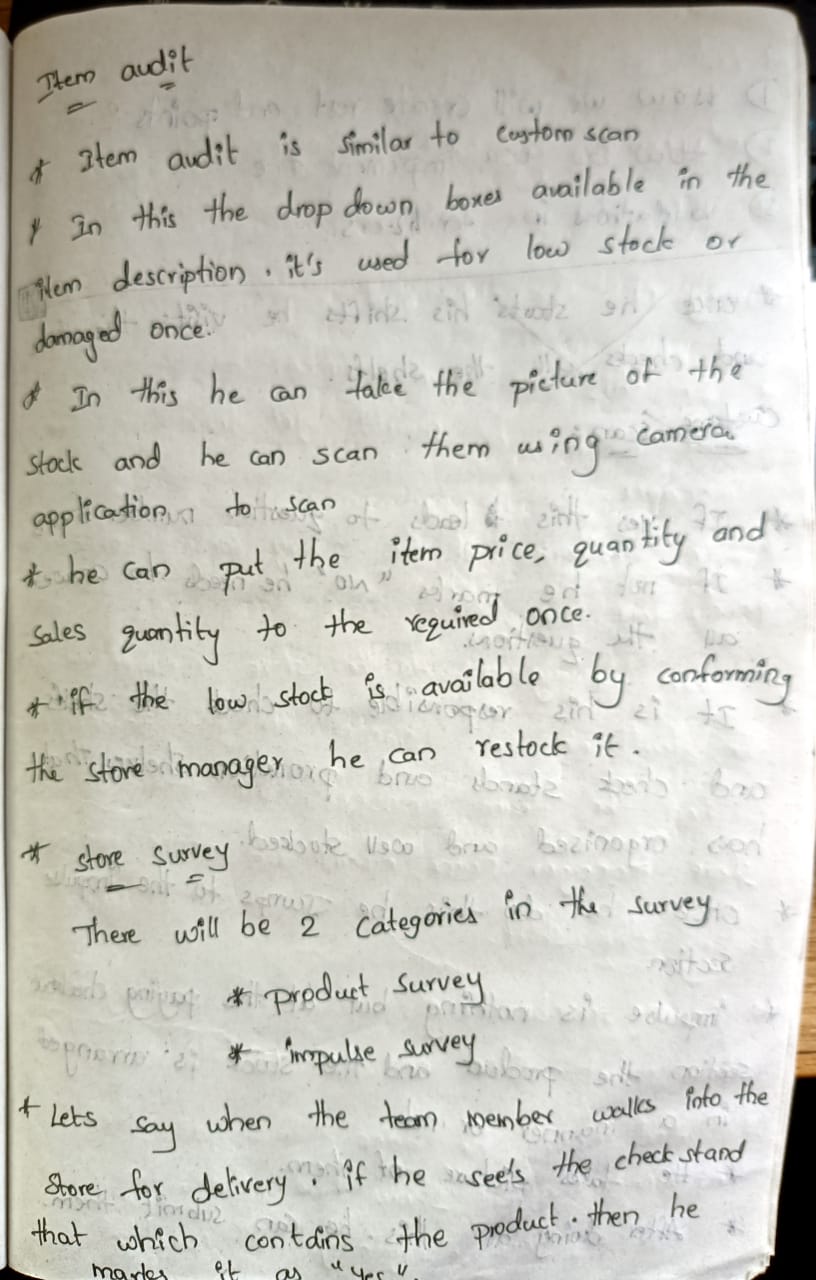 Item audit
* Item audit is similar to custom scan
* In this the drop down boxes available in the
item description. it's used for low stock or
damaged once.
* In this he can take the picture of the
stock and he can scan them using camera
application to scan
* he can put the item price, quantity and
sales quantity to the required once.
* if the low stock is available by conforming
the store manager he can restock it.
* store survey
There will be 2 categories in the survey
* product survey
* impulse survey
* Lets say when the team member walks into the
store for delivery. if he see's the check stand
that which contains the product. then he
marks it as "yes".